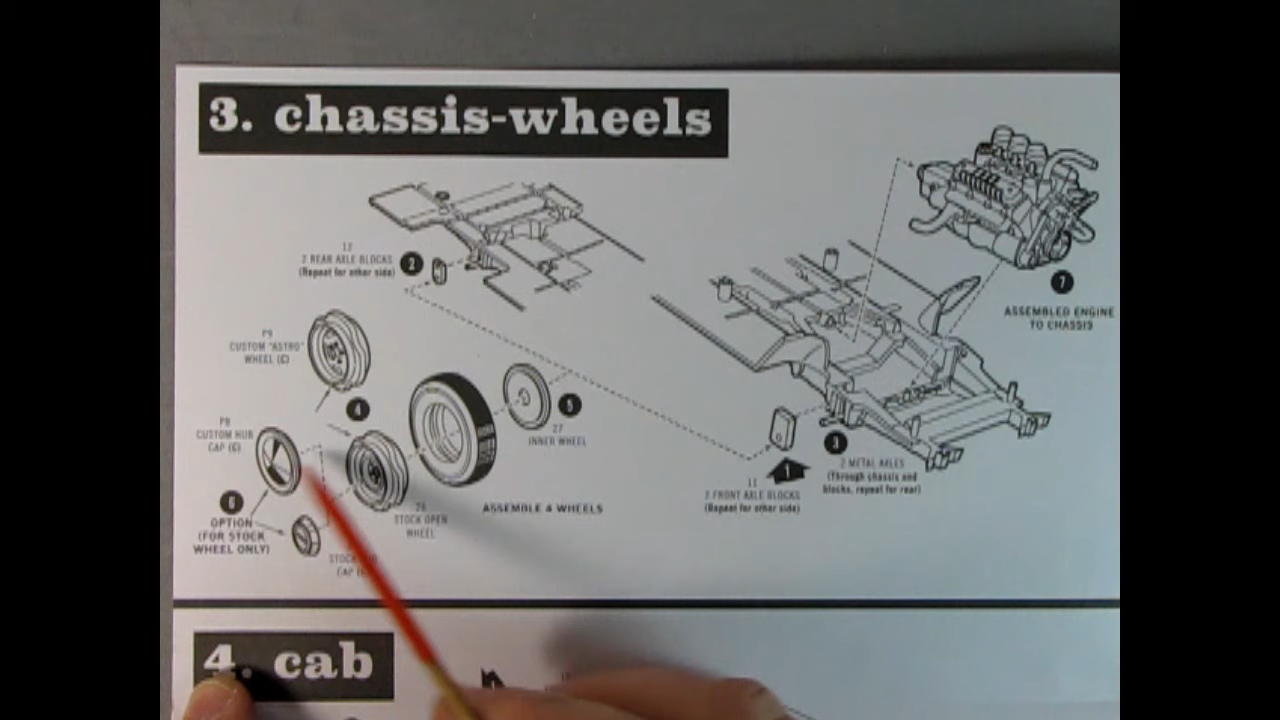 3. chassis-wheels
12
2 REAR AXLE BLOCKS
(Repeat for other side)
2
7
ASSEMBLED ENGINE
TO CHASSIS
P9
CUSTOM "ASTRO"
WHEEL (C)
4
5
27
INNER WHEEL
P8
CUSTOM HUB
CAP (C)
3
2 METAL AXLES
(Through chassis and
blocks, repeat for rear)
1
11
2 FRONT AXLE BLOCKS
(Repeat for other side)
6
OPTION
(FOR STOCK
WHEEL ONLY)
STOCK OPEN
WHEEL
ASSEMBLE 4 WHEELS
STOCK
CAP
4. cab